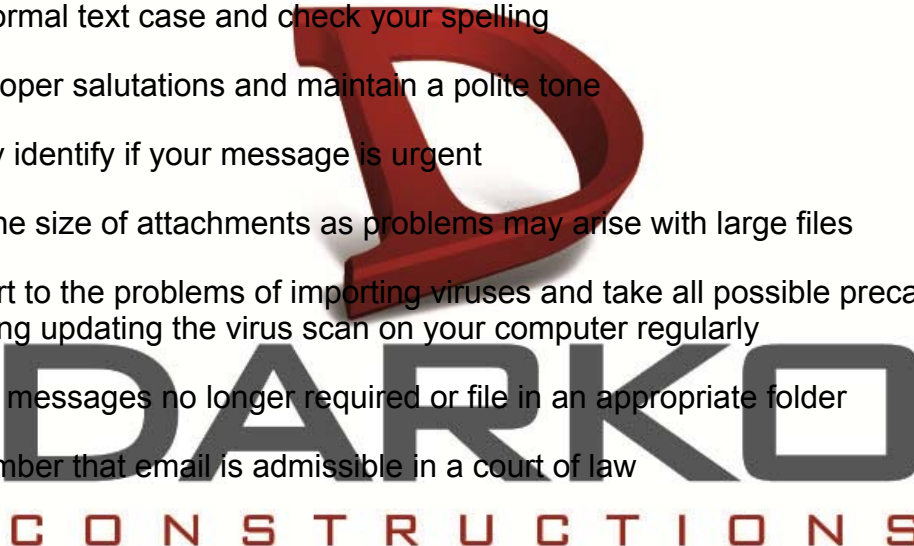 ormal text case and check your spelling
oper salutations and maintain a polite tone
y identify if your message is urgent
he size of attachments as problems may arise with large files
rt to the problems of importing viruses and take all possible preca
ng updating the virus scan on your computer regularly
messages no longer required or file in an appropriate folder
mber that email is admissible in a court of law
DARKO
CONSTRUCTIONS